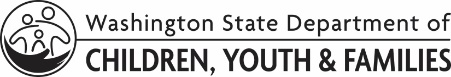 Washington State Department of
CHILDREN, YOUTH & FAMILIES